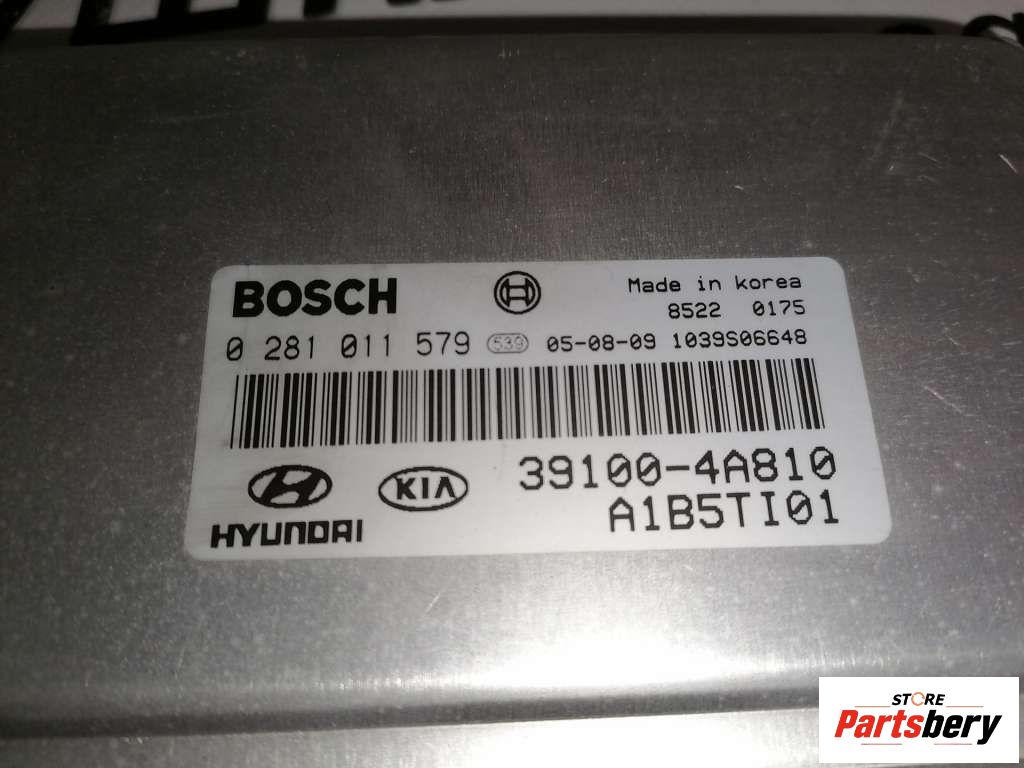 BOSCH
Made in korea
8522 0175
0 281 011 579 539 05-08-09 1039S06648
39100-4A810
KIA
A1B5TI01
HYUNDAI
STORE
Partsbery